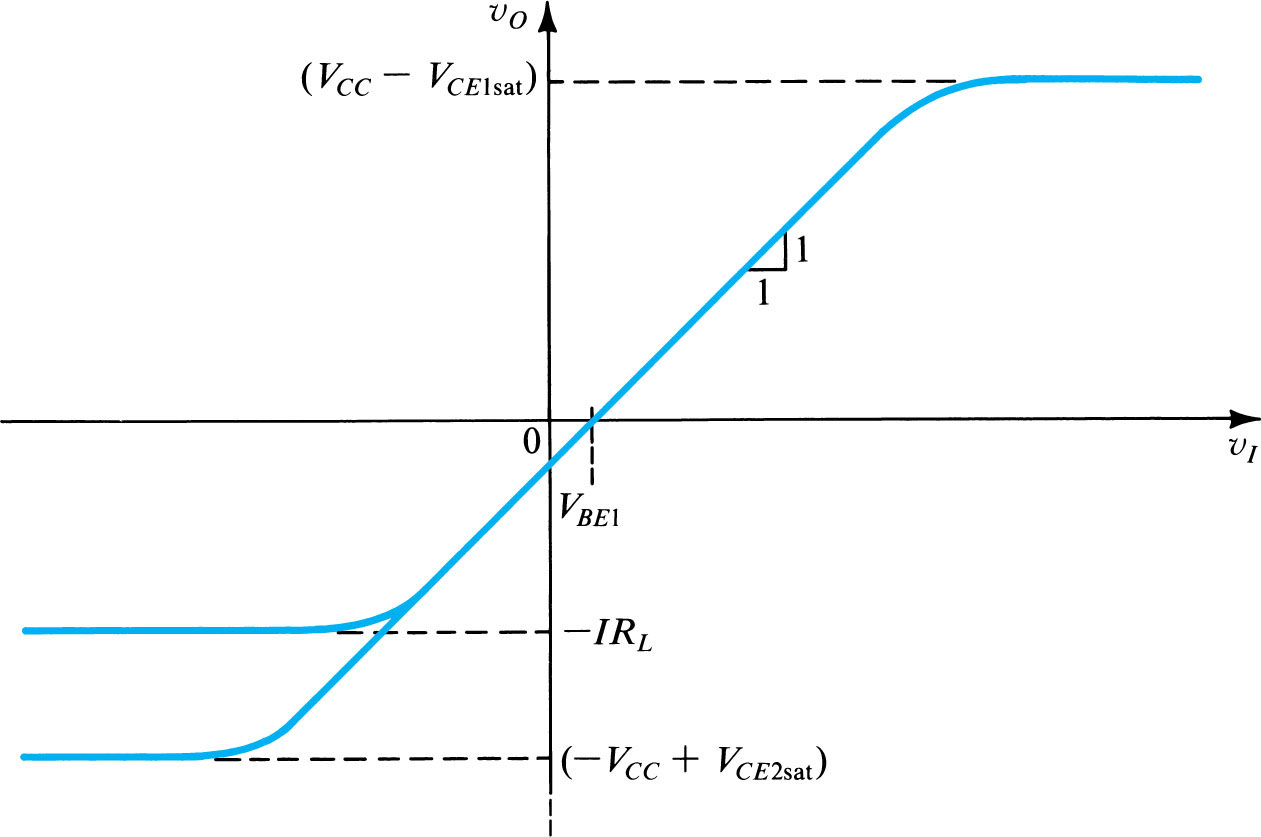 v_O
(V_CC − V_CE1sat)
1
1
0
v_I
V_BE1
−IR_L
(−V_CC + V_CE2sat)